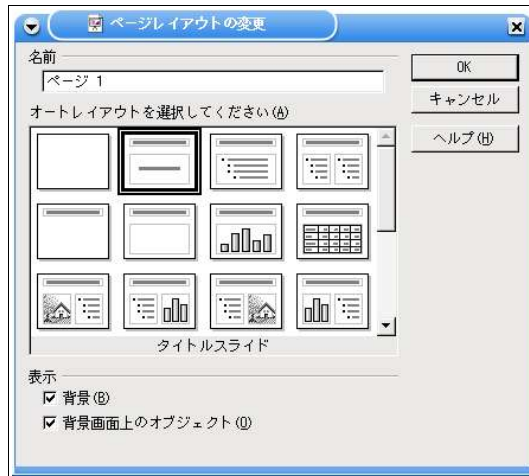 ページレイアウトの変更
名前
ページ 1
オートレイアウトを選択してください(A)
タイトルスライド
表示
背景(B)
背景画面上のオブジェクト(O)
OK
キャンセル
ヘルプ(H)